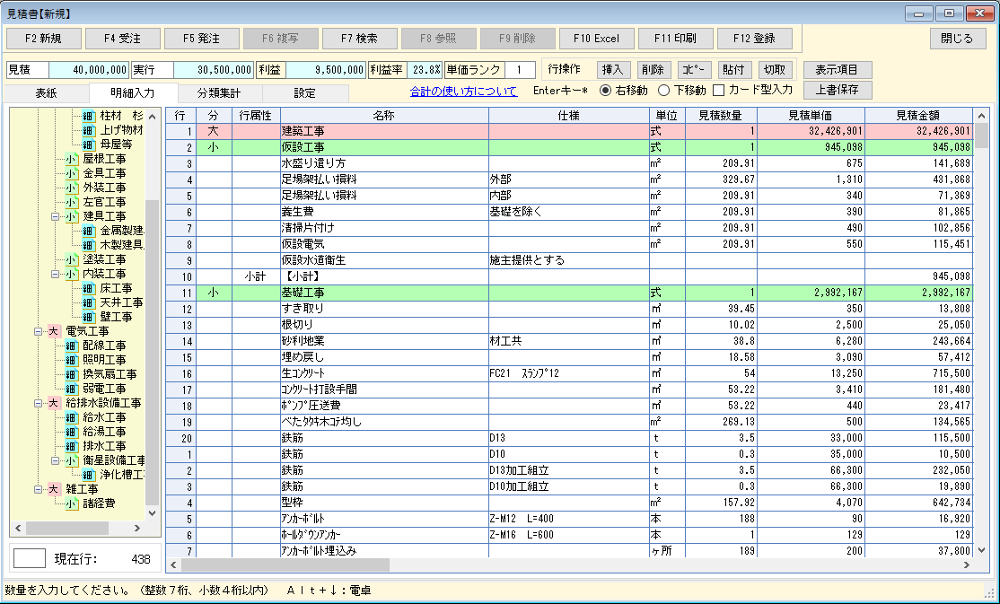 見積書【新規】
F2 新規 F4 受注 F5 発注 F6 複写 F7 検索 F8 参照 F9 削除 F10 Excel F11 印刷 F12 登録 閉じる
見積 40,000,000 実行 30,500,000 利益 9,500,000 利益率 23.8% 単価ランク 1 行操作 挿入 削除 ｺﾋﾟｰ 貼付 切取 表示項目
表紙 明細入力 分類集計 設定 合計の使い方について Enterキー* 右移動 下移動 カード型入力 上書保存
細 柱材 杉
細 上げ物材
細 母屋等
小 屋根工事
小 金具工事
小 外装工事
小 左官工事
小 建具工事
細 金属製建
細 木製建具
小 塗装工事
小 内装工事
細 床工事
細 天井工事
細 壁工事
大 電気工事
細 配線工事
細 照明工事
細 換気扇工事
細 弱電工事
大 給排水設備工事
細 給水工事
細 給湯工事
細 排水工事
小 衛星設備工事
細 浄化槽工
大 雑工事
小 諸経費
現在行: 438
行 分 行属性 名称 仕様 単位 見積数量 見積単価 見積金額
1 大 建築工事 式 1 32,426,901 32,426,901
2 小 仮設工事 式 1 945,098 945,098
3 水盛り遣り方 ㎡ 209.91 675 141,689
4 足場架払い損料 外部 ㎡ 329.67 1,310 431,868
5 足場架払い損料 内部 ㎡ 209.91 340 71,369
6 養生費 基礎を除く ㎡ 209.91 390 81,865
7 清掃片付け ㎡ 209.91 490 102,856
8 仮設電気 ㎡ 209.91 550 115,451
9 仮設水道衛生 施主提供とする
10 小計 【小計】 945,098
11 小 基礎工事 式 1 2,992,167 2,992,167
12 すき取り ㎥ 39.45 350 13,808
13 根切り ㎥ 10.02 2,500 25,050
14 砂利地業 材工共 ㎥ 38.8 6,280 243,664
15 埋め戻し ㎥ 18.58 3,090 57,412
16 生ｺﾝｸﾘｰﾄ FC21 ｽﾗﾝﾌﾟ12 ㎥ 54 13,250 715,500
17 ｺﾝｸﾘｰﾄ打設手間 ㎥ 53.22 3,410 181,480
18 ﾎﾟﾝﾌﾟ圧送費 ㎥ 53.22 440 23,417
19 べたﾀﾀｷ木ｺﾃ均し ㎡ 269.13 500 134,565
20 鉄筋 D13 t 3.5 33,000 115,500
1 鉄筋 D10 t 0.3 35,000 10,500
2 鉄筋 D13加工組立 t 3.5 66,300 232,050
3 鉄筋 D10加工組立 t 0.3 66,300 19,890
4 型枠 ㎡ 157.92 4,070 642,734
5 ｱﾝｶｰﾎﾞﾙﾄ Z-M12 L=400 本 188 90 16,920
6 ﾎｰﾙﾀﾞｳﾝｱﾝｶｰ Z-M16 L=600 本 1 129 129
7 ｱﾝｶｰﾎﾞﾙﾄ埋込み ヶ所 189 200 37,800
数量を入力してください。（整数７桁、小数４桁以内） Ａｌｔ＋↓：電卓